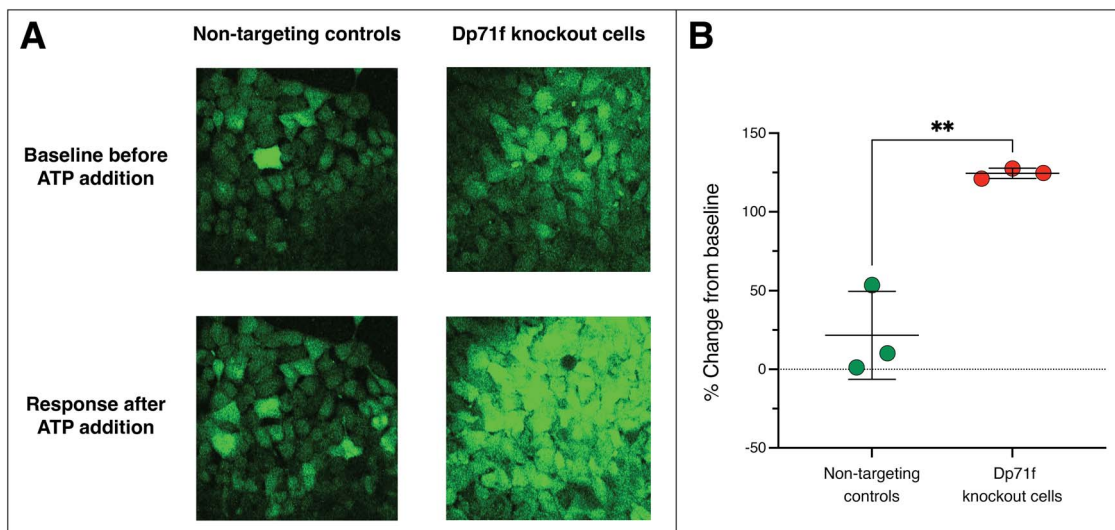 A
Non-targeting controls
Dp71f knockout cells
Baseline before
ATP addition
Response after
ATP addition
B
**
% Change from baseline
150
100
50
0
-50
Non-targeting
controls
Dp71f
knockout cells